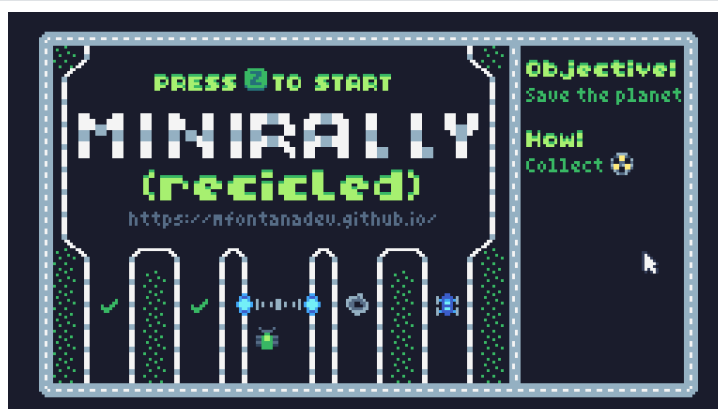 PRESS Z TO START
MINIRALLY
(recicled)
https://mfontanadev.github.io/
Objective!
Save the planet
How!
Collect